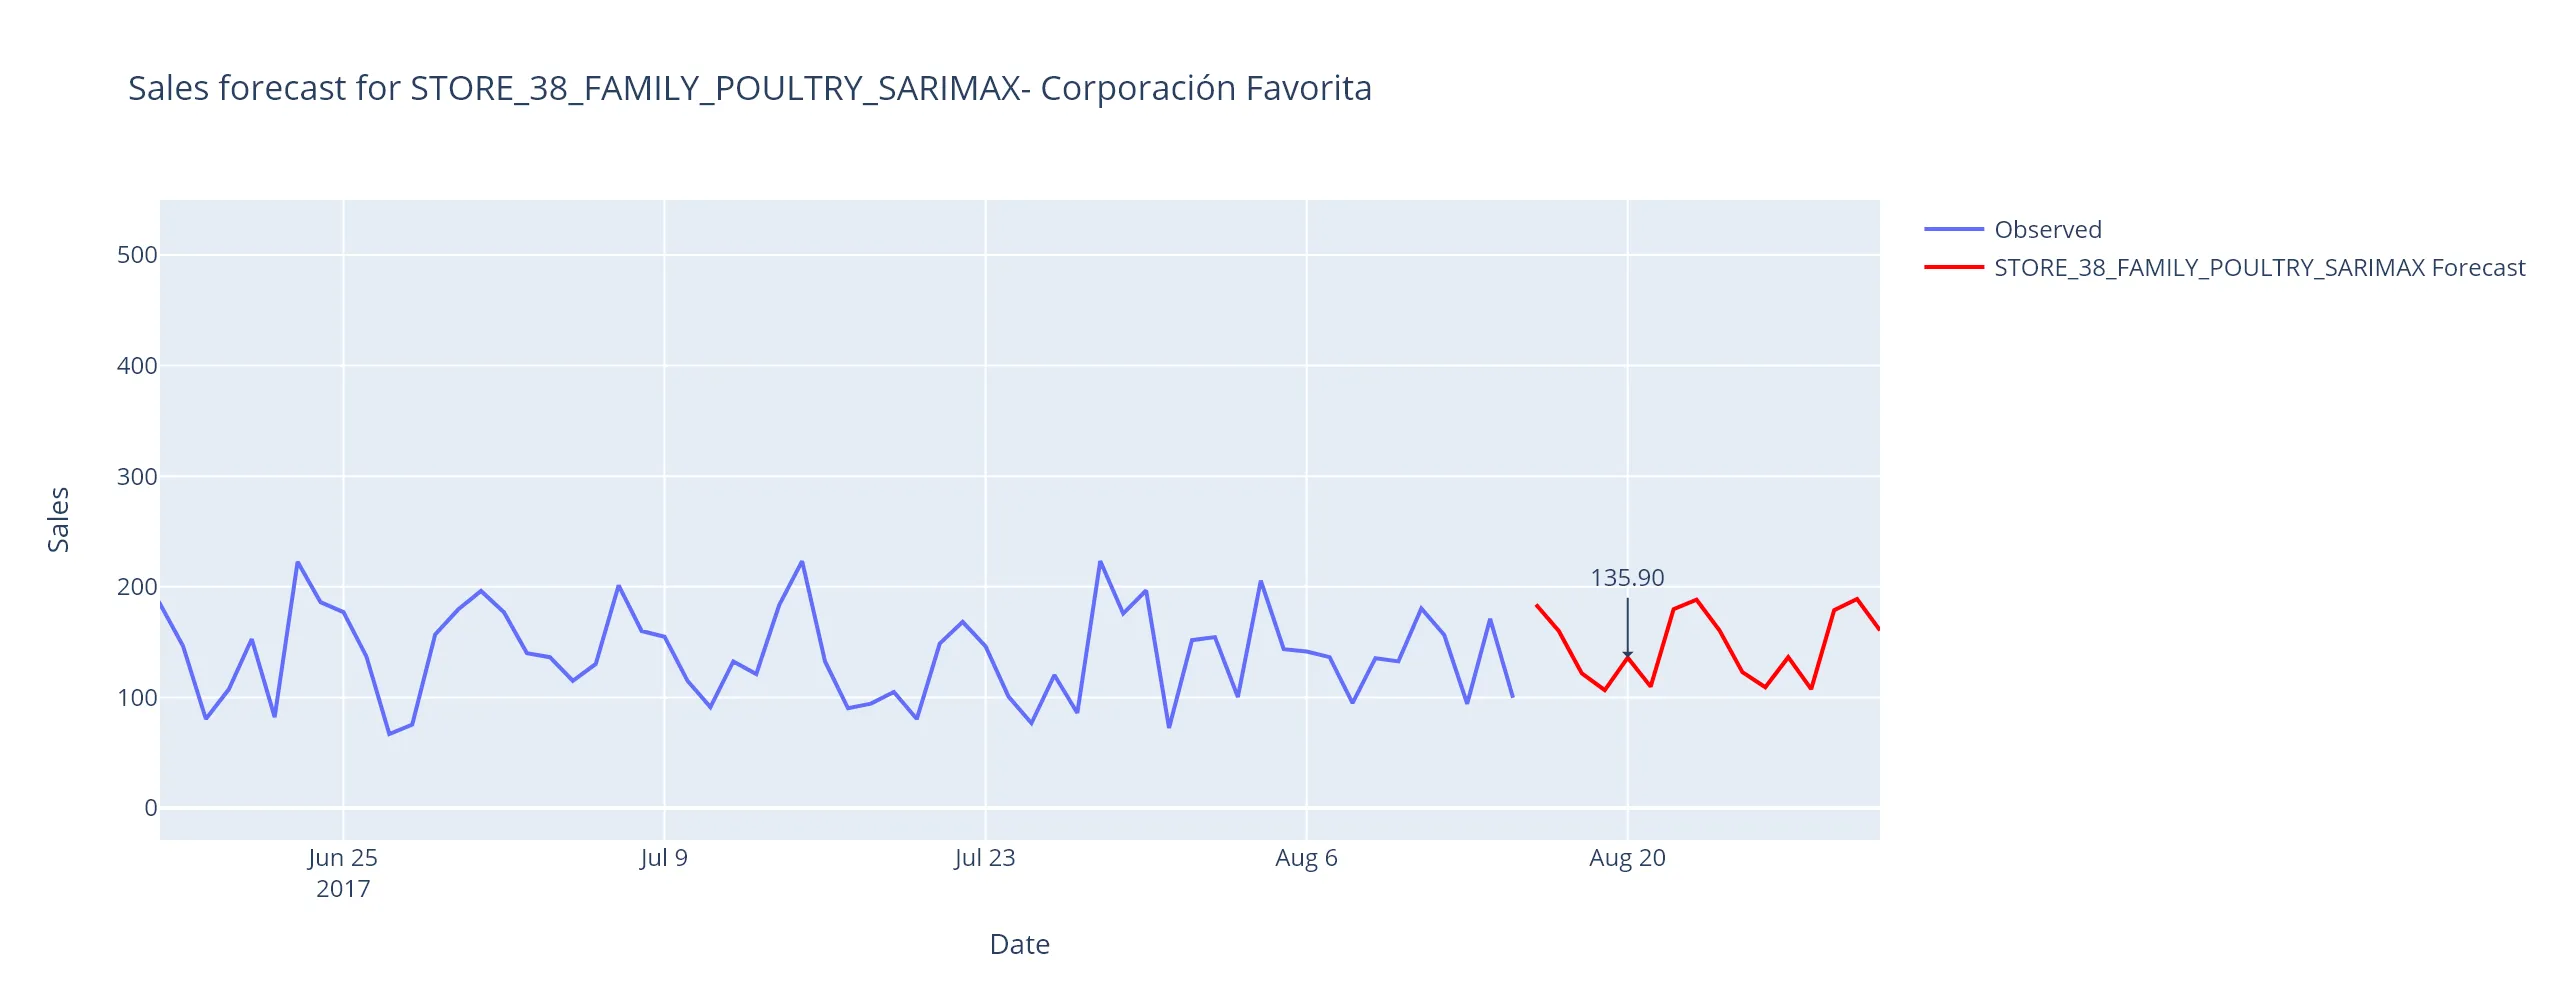 Sales forecast for STORE_38_FAMILY_POULTRY_SARIMAX- Corporación Favorita
Observed
STORE_38_FAMILY_POULTRY_SARIMAX Forecast
500
400
300
200
100
0
Sales
135.90
Jun 25
2017
Jul 9
Jul 23
Aug 6
Aug 20
Date